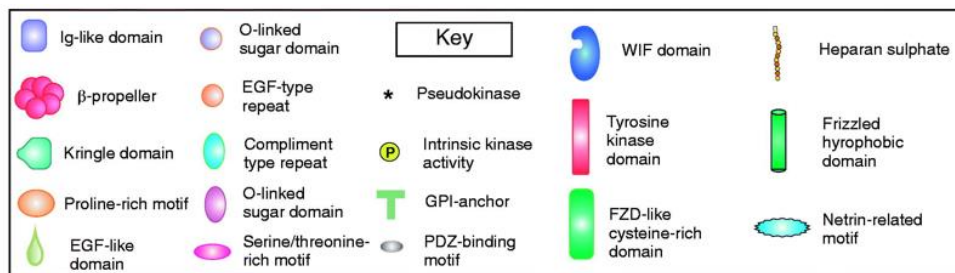 Key
Ig-like domain
β-propeller
Kringle domain
Proline-rich motif
EGF-like
domain
O-linked
sugar domain
EGF-type
repeat
Compliment
type repeat
O-linked
sugar domain
Serine/threonine-
rich motif
* Pseudokinase
P Intrinsic kinase
activity
GPI-anchor
PDZ-binding
motif
WIF domain
Tyrosine
kinase
domain
FZD-like
cysteine-rich
domain
Heparan sulphate
Frizzled
hyrophobic
domain
Netrin-related
motif